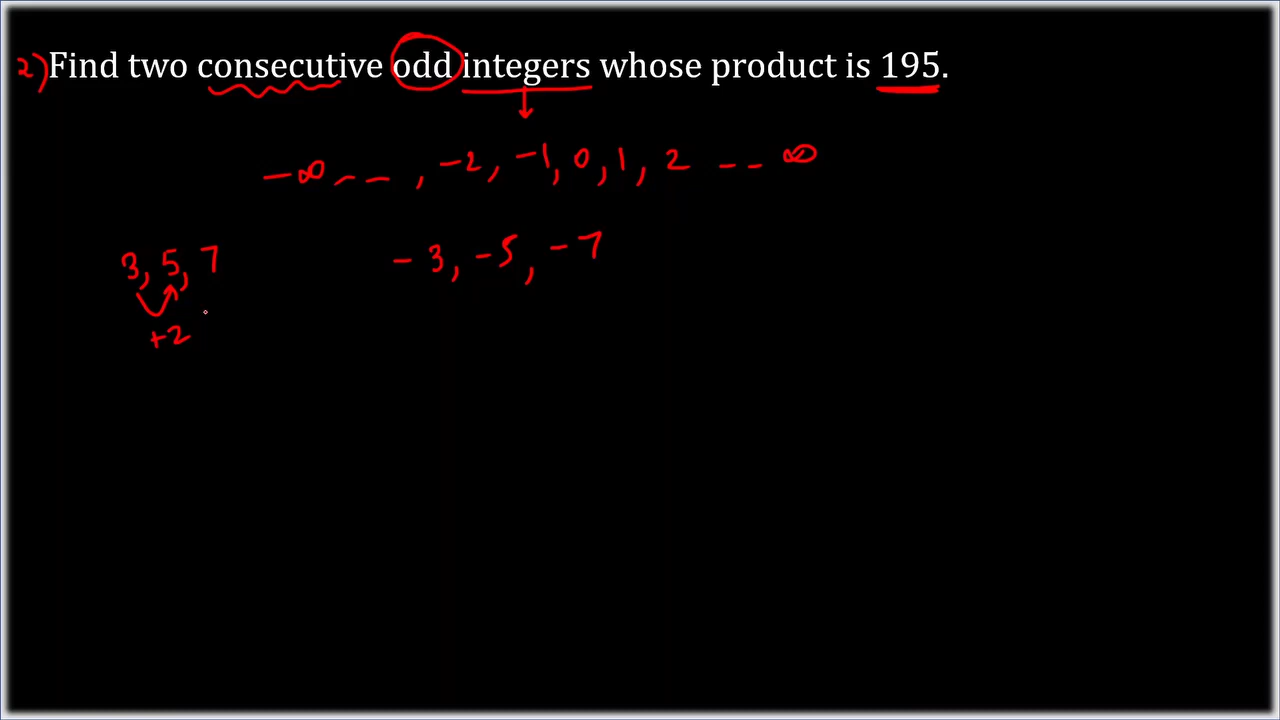 2) Find two consecutive odd integers whose product is 195.
-∞ - - , -2, -1, 0, 1, 2 - - ∞
3, 5, 7 -3, -5, -7
+2